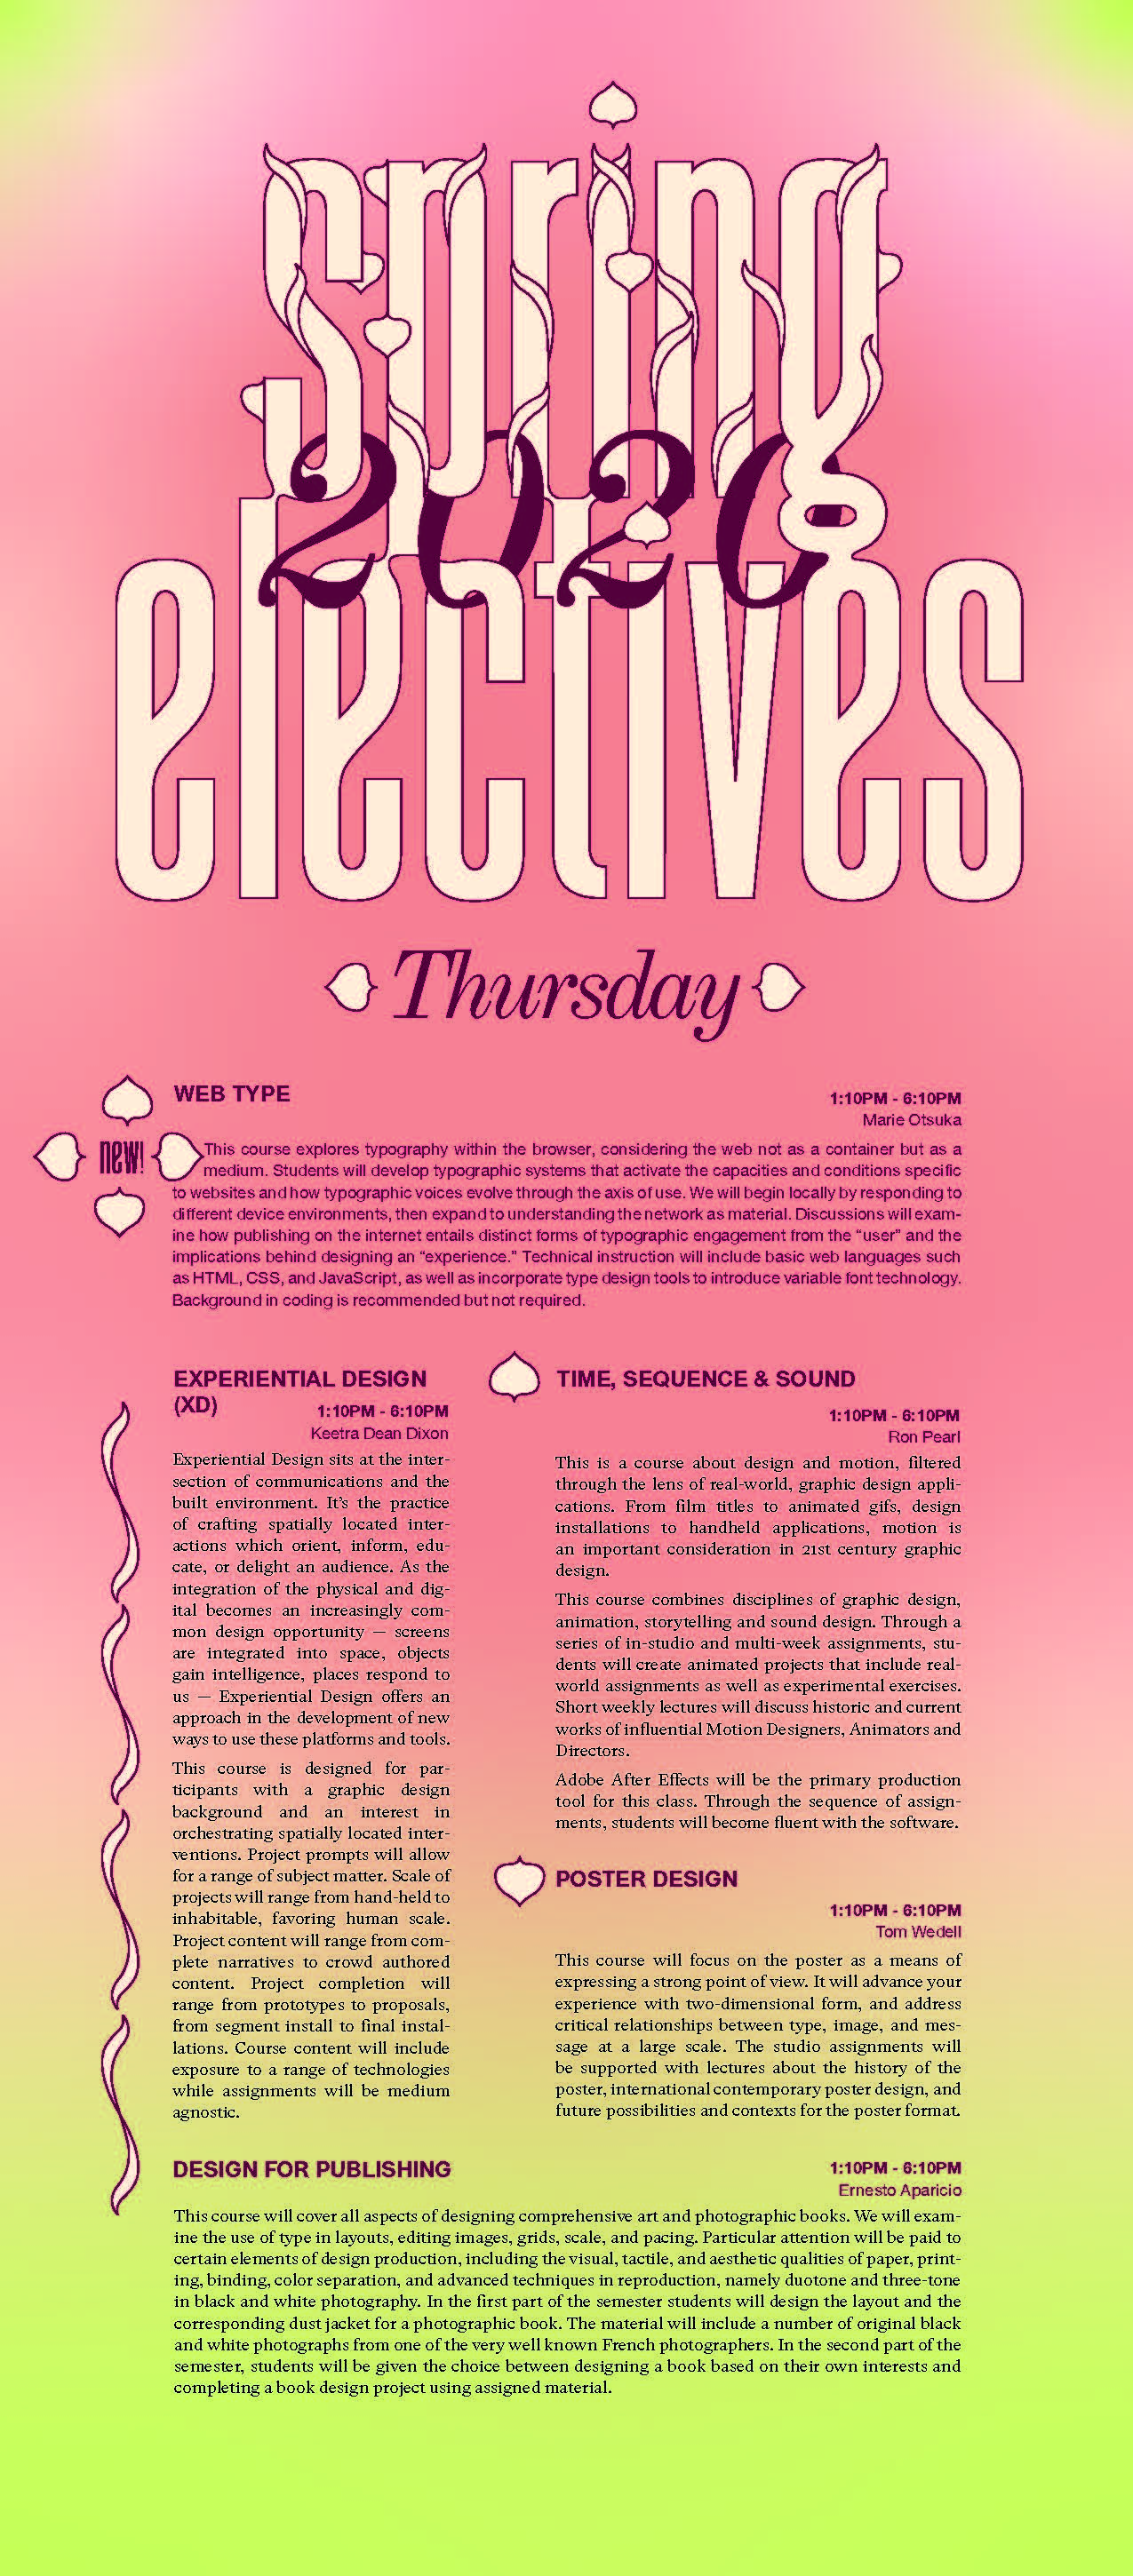 spring
2020
electives
Thursday
WEB TYPE
1:10PM - 6:10PM
Marie Otsuka
new!
This course explores typography within the browser, considering the web not as a container but as a
medium. Students will develop typographic systems that activate the capacities and conditions specific
to websites and how typographic voices evolve through the axis of use. We will begin locally by responding to
different device environments, then expand to understanding the network as material. Discussions will exam-
ine how publishing on the internet entails distinct forms of typographic engagement from the “user” and the
implications behind designing an “experience.” Technical instruction will include basic web languages such
as HTML, CSS, and JavaScript, as well as incorporate type design tools to introduce variable font technology.
Background in coding is recommended but not required.
EXPERIENTIAL DESIGN
(XD)
1:10PM - 6:10PM
Keetra Dean Dixon
Experiential Design sits at the inter-
section of communications and the
built environment. It’s the practice
of crafting spatially located inter-
actions which orient, inform, edu-
cate, or delight an audience. As the
integration of the physical and dig-
ital becomes an increasingly com-
mon design opportunity — screens
are integrated into space, objects
gain intelligence, places respond to
us — Experiential Design offers an
approach in the development of new
ways to use these platforms and tools.
This course is designed for par-
ticipants with a graphic design
background and an interest in
orchestrating spatially located inter-
ventions. Project prompts will allow
for a range of subject matter. Scale of
projects will range from hand-held to
inhabitable, favoring human scale.
Project content will range from com-
plete narratives to crowd authored
content. Project completion will
range from prototypes to proposals,
from segment install to final instal-
lations. Course content will include
exposure to a range of technologies
while assignments will be medium
agnostic.
TIME, SEQUENCE & SOUND
1:10PM - 6:10PM
Ron Pearl
This is a course about design and motion, filtered
through the lens of real-world, graphic design appli-
cations. From film titles to animated gifs, design
installations to handheld applications, motion is
an important consideration in 21st century graphic
design.
This course combines disciplines of graphic design,
animation, storytelling and sound design. Through a
series of in-studio and multi-week assignments, stu-
dents will create animated projects that include real-
world assignments as well as experimental exercises.
Short weekly lectures will discuss historic and current
works of influential Motion Designers, Animators and
Directors.
Adobe After Effects will be the primary production
tool for this class. Through the sequence of assign-
ments, students will become fluent with the software.
POSTER DESIGN
1:10PM - 6:10PM
Tom Wedell
This course will focus on the poster as a means of
expressing a strong point of view. It will advance your
experience with two-dimensional form, and address
critical relationships between type, image, and mes-
sage at a large scale. The studio assignments will
be supported with lectures about the history of the
poster, international contemporary poster design, and
future possibilities and contexts for the poster format.
DESIGN FOR PUBLISHING
1:10PM - 6:10PM
Ernesto Aparicio
This course will cover all aspects of designing comprehensive art and photographic books. We will exam-
ine the use of type in layouts, editing images, grids, scale, and pacing. Particular attention will be paid to
certain elements of design production, including the visual, tactile, and aesthetic qualities of paper, print-
ing, binding, color separation, and advanced techniques in reproduction, namely duotone and three-tone
in black and white photography. In the first part of the semester students will design the layout and the
corresponding dust jacket for a photographic book. The material will include a number of original black
and white photographs from one of the very well known French photographers. In the second part of the
semester, students will be given the choice between designing a book based on their own interests and
completing a book design project using assigned material.